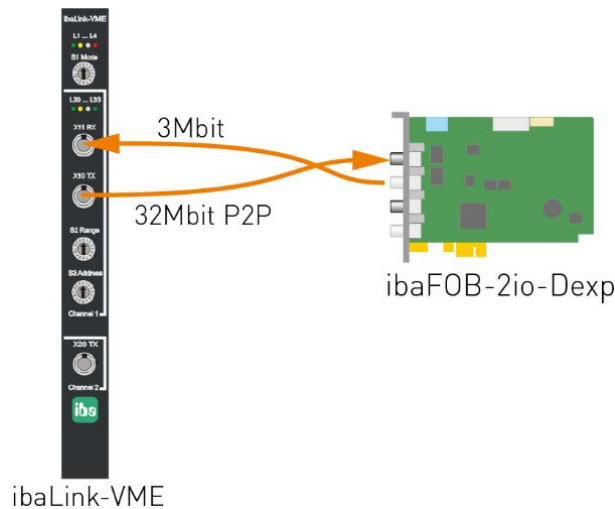 ibaLink-VME
L1 ... L4
S1 Mode
L30 ... L33
X11 RX
X10 TX
S2 Range
S3 Address
Channel 1
X20 TX
Channel 2
iba
ibaLink-VME
3Mbit
32Mbit P2P
ibaFOB-2io-Dexp